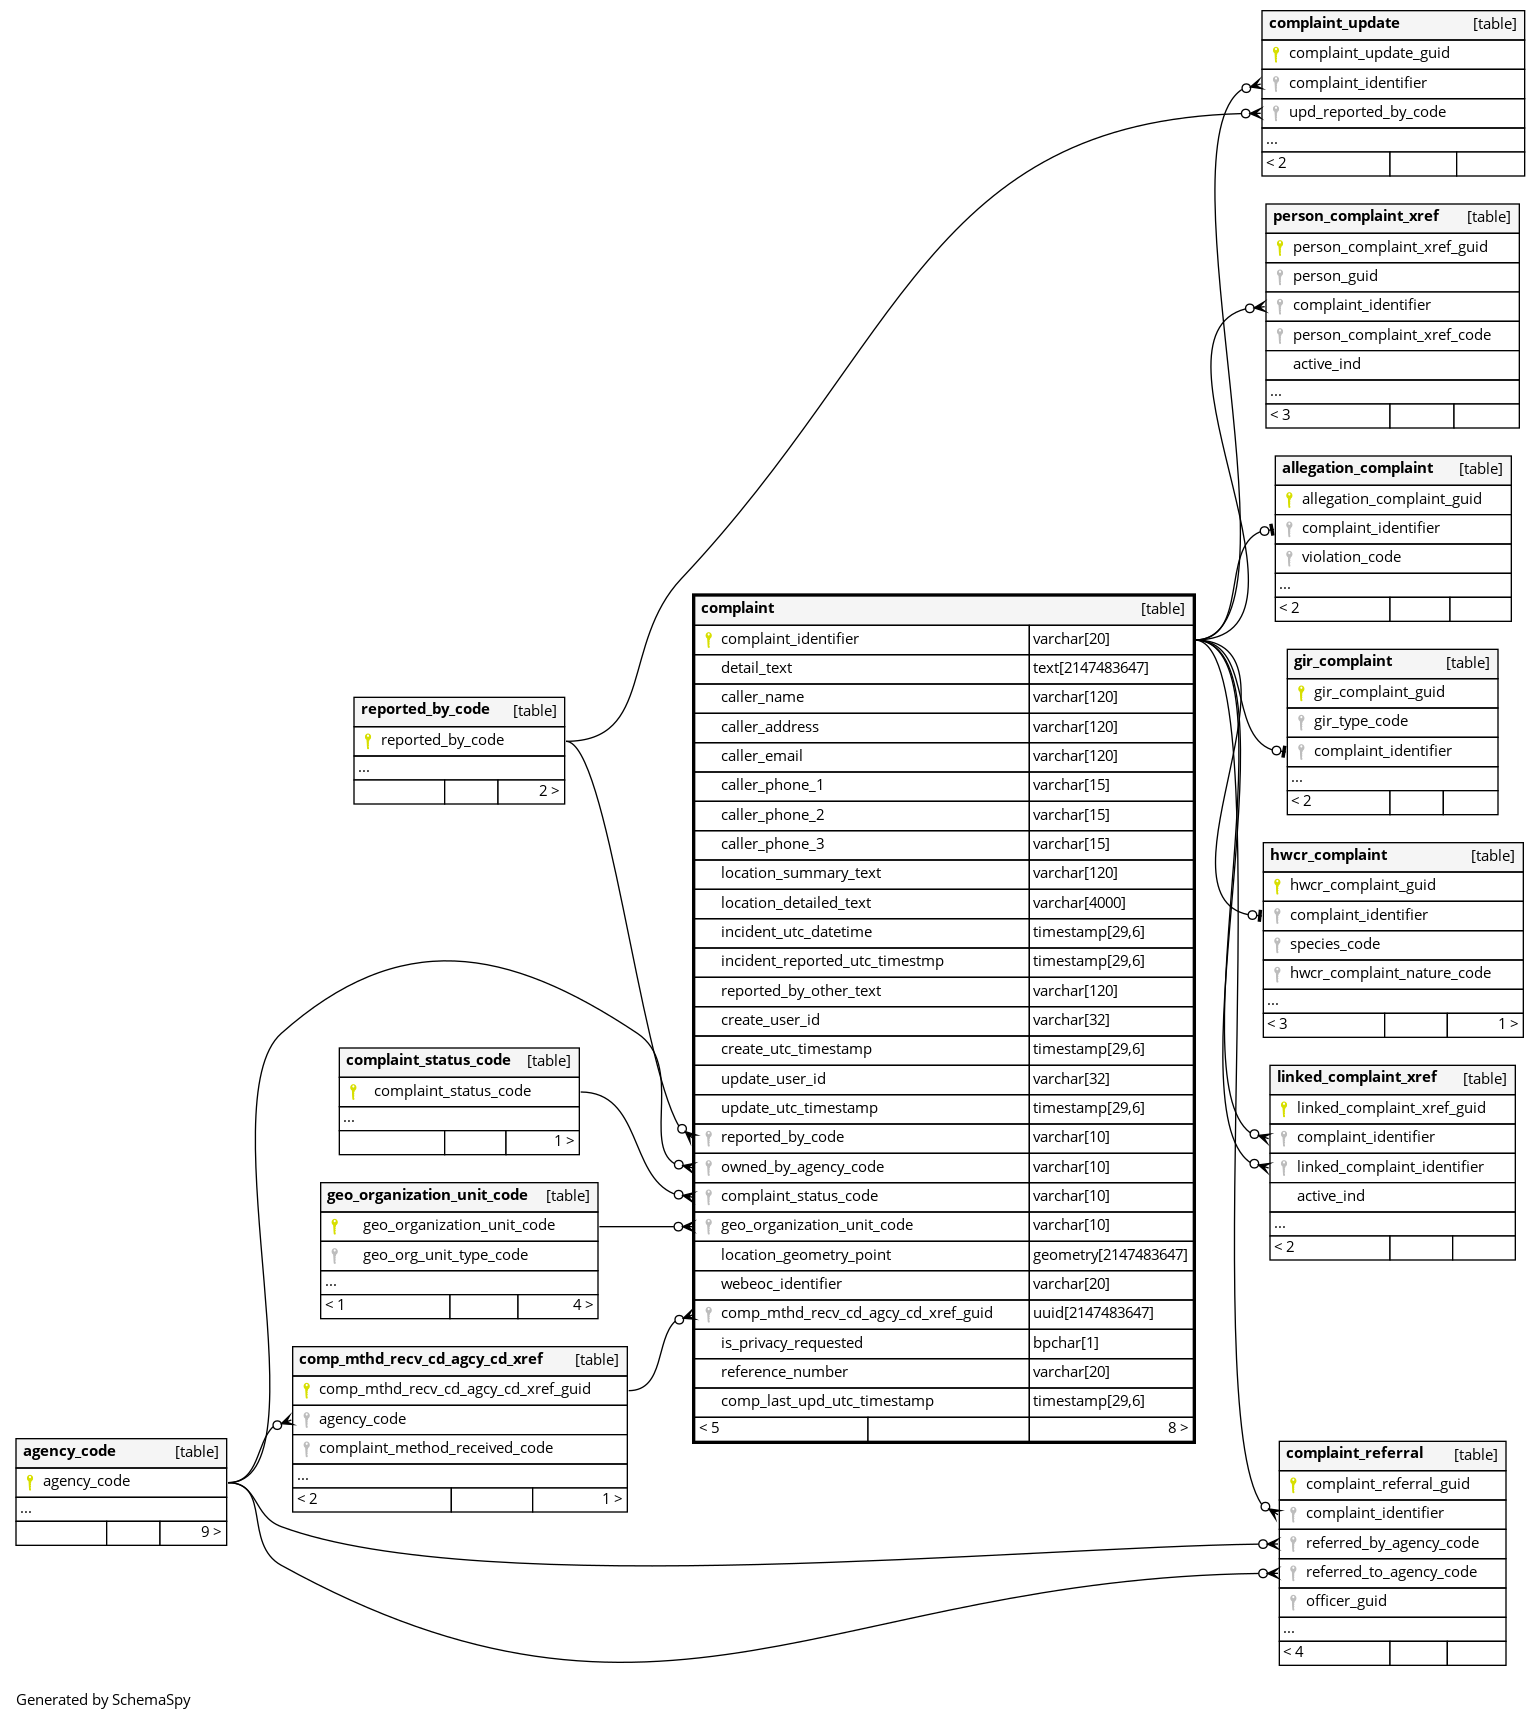 complaint_update [table]
complaint_update_guid
complaint_identifier
upd_reported_by_code
...
< 2
person_complaint_xref [table]
person_complaint_xref_guid
person_guid
complaint_identifier
person_complaint_xref_code
active_ind
...
< 3
allegation_complaint [table]
allegation_complaint_guid
complaint_identifier
violation_code
...
< 2
gir_complaint [table]
gir_complaint_guid
gir_type_code
complaint_identifier
...
< 2
hwcr_complaint [table]
hwcr_complaint_guid
complaint_identifier
species_code
hwcr_complaint_nature_code
...
< 3 1 >
linked_complaint_xref [table]
linked_complaint_xref_guid
complaint_identifier
linked_complaint_identifier
active_ind
...
< 2
complaint_referral [table]
complaint_referral_guid
complaint_identifier
referred_by_agency_code
referred_to_agency_code
officer_guid
...
< 4
complaint [table]
complaint_identifier varchar[20]
detail_text text[2147483647]
caller_name varchar[120]
caller_address varchar[120]
caller_email varchar[120]
caller_phone_1 varchar[15]
caller_phone_2 varchar[15]
caller_phone_3 varchar[15]
location_summary_text varchar[120]
location_detailed_text varchar[4000]
incident_utc_datetime timestamp[29,6]
incident_reported_utc_timestmp timestamp[29,6]
reported_by_other_text varchar[120]
create_user_id varchar[32]
create_utc_timestamp timestamp[29,6]
update_user_id varchar[32]
update_utc_timestamp timestamp[29,6]
reported_by_code varchar[10]
owned_by_agency_code varchar[10]
complaint_status_code varchar[10]
geo_organization_unit_code varchar[10]
location_geometry_point geometry[2147483647]
webeoc_identifier varchar[20]
comp_mthd_recv_cd_agcy_cd_xref_guid uuid[2147483647]
is_privacy_requested bpchar[1]
reference_number varchar[20]
comp_last_upd_utc_timestamp timestamp[29,6]
< 5 8 >
reported_by_code [table]
reported_by_code
...
2 >
complaint_status_code [table]
complaint_status_code
...
1 >
geo_organization_unit_code [table]
geo_organization_unit_code
geo_org_unit_type_code
...
< 1 4 >
comp_mthd_recv_cd_agcy_cd_xref [table]
comp_mthd_recv_cd_agcy_cd_xref_guid
agency_code
complaint_method_received_code
...
< 2 1 >
agency_code [table]
agency_code
...
9 >
Generated by SchemaSpy